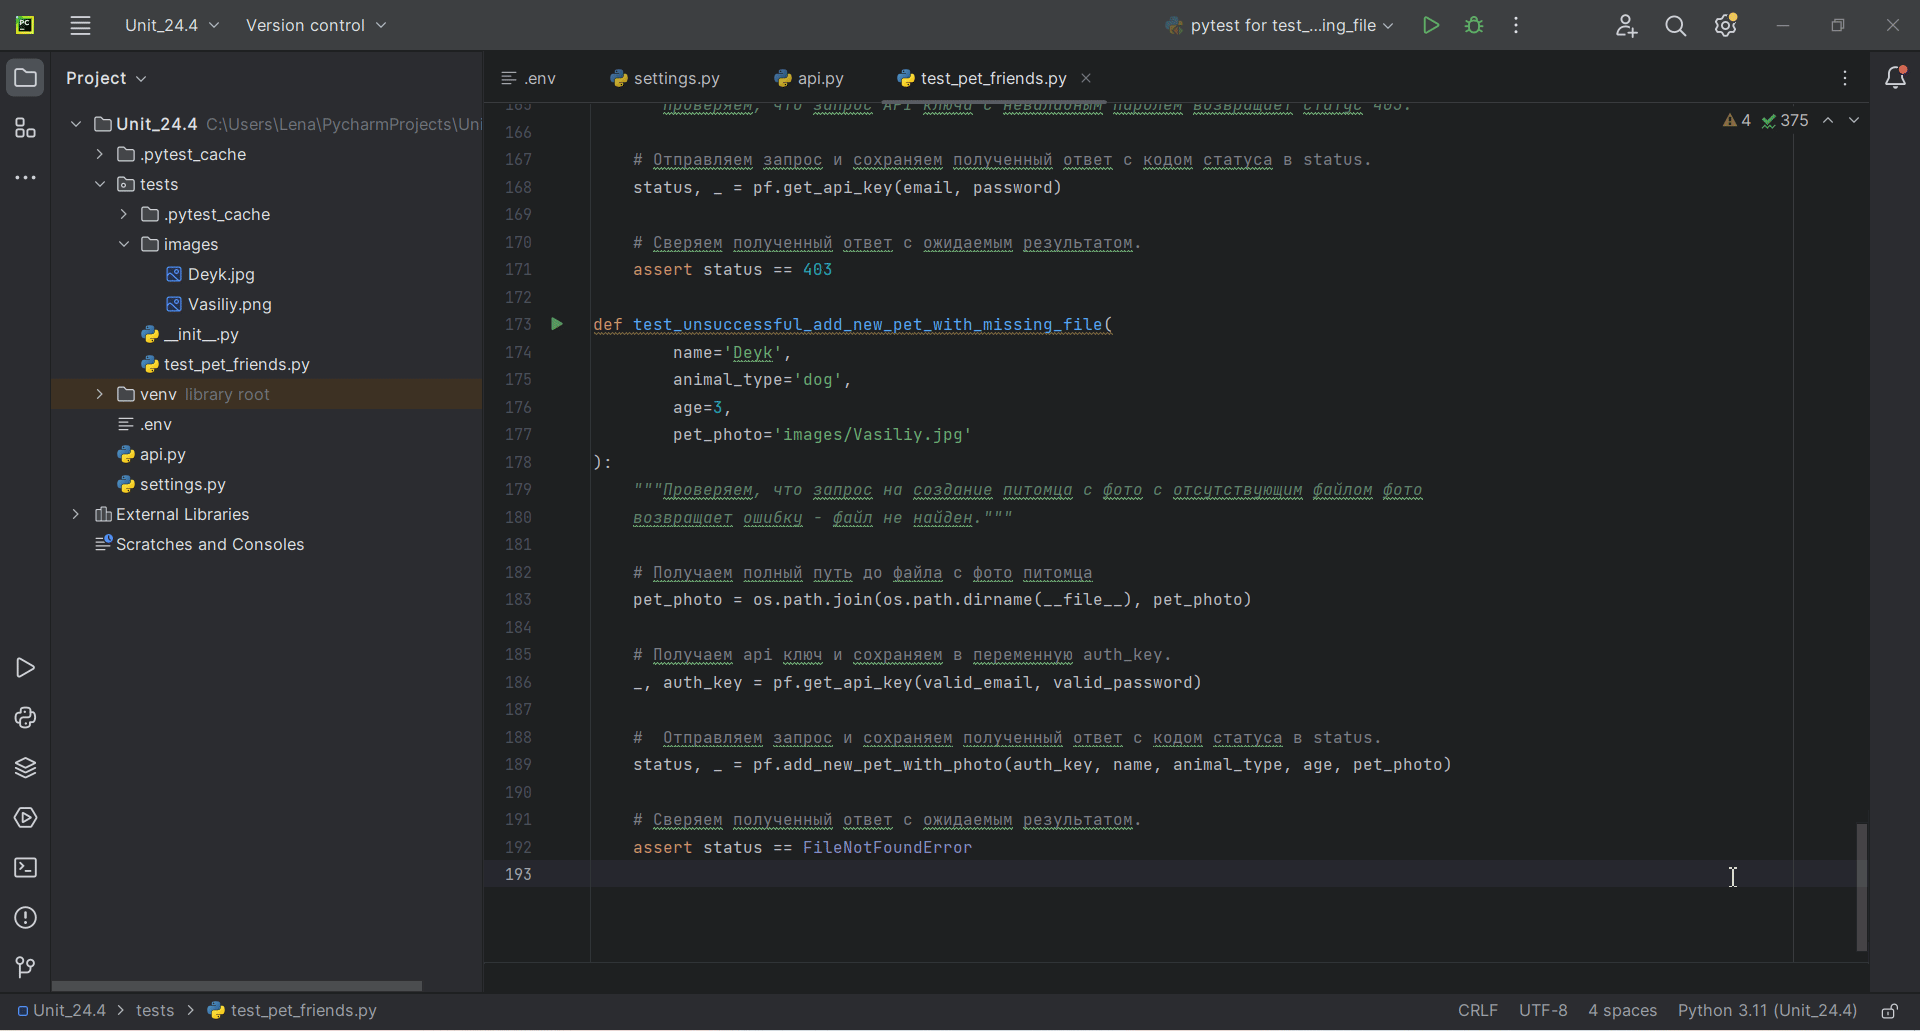 Unit_24.4
Version control
pytest for test_...ing_file
Project
.env
settings.py
api.py
test_pet_friends.py
Unit_24.4 C:\Users\Lena\PycharmProjects\Uni
.pytest_cache
tests
.pytest_cache
images
Deyk.jpg
Vasiliy.png
__init__.py
test_pet_friends.py
venv library root
.env
api.py
settings.py
External Libraries
Scratches and Consoles
4 375
165 Проверяем, что запрос API ключа с невалидным паролем возвращает статус 403.
166
167 # Отправляем запрос и сохраняем полученный ответ с кодом статуса в status.
168 status, _ = pf.get_api_key(email, password)
169
170 # Сверяем полученный ответ с ожидаемым результатом.
171 assert status == 403
172
173 def test_unsuccessful_add_new_pet_with_missing_file(
174 name='Deyk',
175 animal_type='dog',
176 age=3,
177 pet_photo='images/Vasiliy.jpg'
178 ):
179 """Проверяем, что запрос на создание питомца с фото с отсутствующим файлом фото
180 возвращает ошибку - файл не найден."""
181
182 # Получаем полный путь до файла с фото питомца
183 pet_photo = os.path.join(os.path.dirname(__file__), pet_photo)
184
185 # Получаем api ключ и сохраняем в переменную auth_key.
186 _, auth_key = pf.get_api_key(valid_email, valid_password)
187
188 #  Отправляем запрос и сохраняем полученный ответ с кодом статуса в status.
189 status, _ = pf.add_new_pet_with_photo(auth_key, name, animal_type, age, pet_photo)
190
191 # Сверяем полученный ответ с ожидаемым результатом.
192 assert status == FileNotFoundError
193
Unit_24.4 > tests > test_pet_friends.py
CRLF UTF-8 4 spaces Python 3.11 (Unit_24.4)